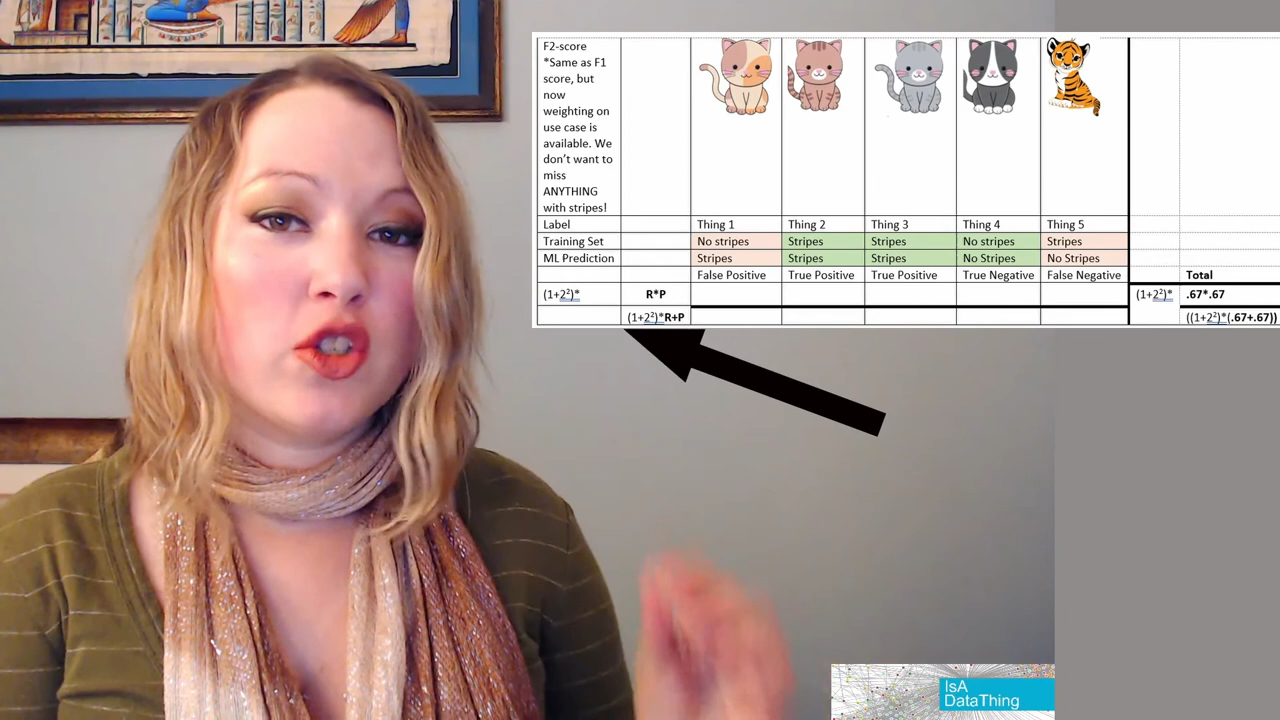 F2-score
*Same as F1
score, but
now
weighting on
use case is
available. We
don't want to
miss
ANYTHING
with stripes!
Label Thing 1 Thing 2 Thing 3 Thing 4 Thing 5
Training Set No stripes Stripes Stripes No stripes Stripes
ML Prediction Stripes Stripes Stripes No Stripes No Stripes
False Positive True Positive True Positive True Negative False Negative Total
(1+2²)* R*P (1+2²)* .67*.67
(1+2²)*R+P ((1+2²)*(.67+.67))
IsA
DataThing